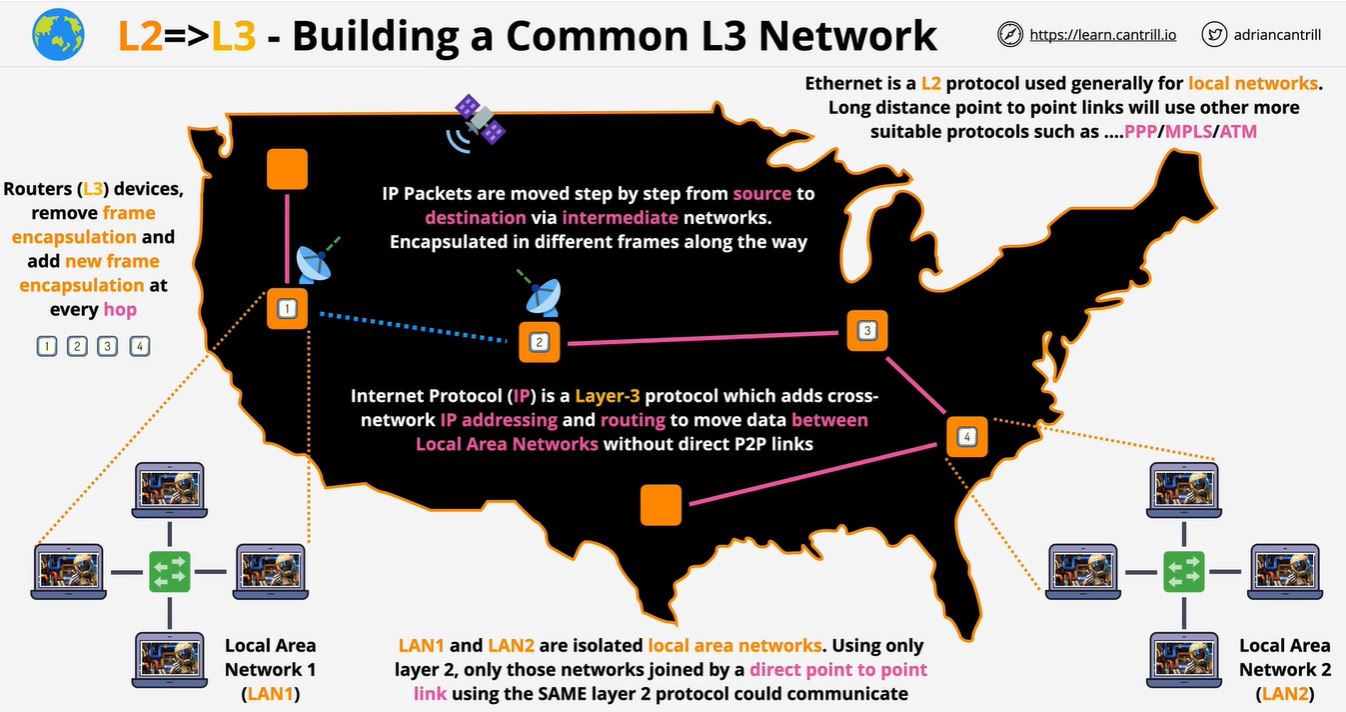 L2=>L3 - Building a Common L3 Network
https://learn.cantrill.io
adriancantrill
Ethernet is a L2 protocol used generally for local networks.
Long distance point to point links will use other more
suitable protocols such as ....PPP/MPLS/ATM
Routers (L3) devices,
remove frame
encapsulation and
add new frame
encapsulation at
every hop
1 2 3 4
IP Packets are moved step by step from source to
destination via intermediate networks.
Encapsulated in different frames along the way
1
2
3
4
Internet Protocol (IP) is a Layer-3 protocol which adds cross-
network IP addressing and routing to move data between
Local Area Networks without direct P2P links
Local Area
Network 1
(LAN1)
LAN1 and LAN2 are isolated local area networks. Using only
layer 2, only those networks joined by a direct point to point
link using the SAME layer 2 protocol could communicate
Local Area
Network 2
(LAN2)